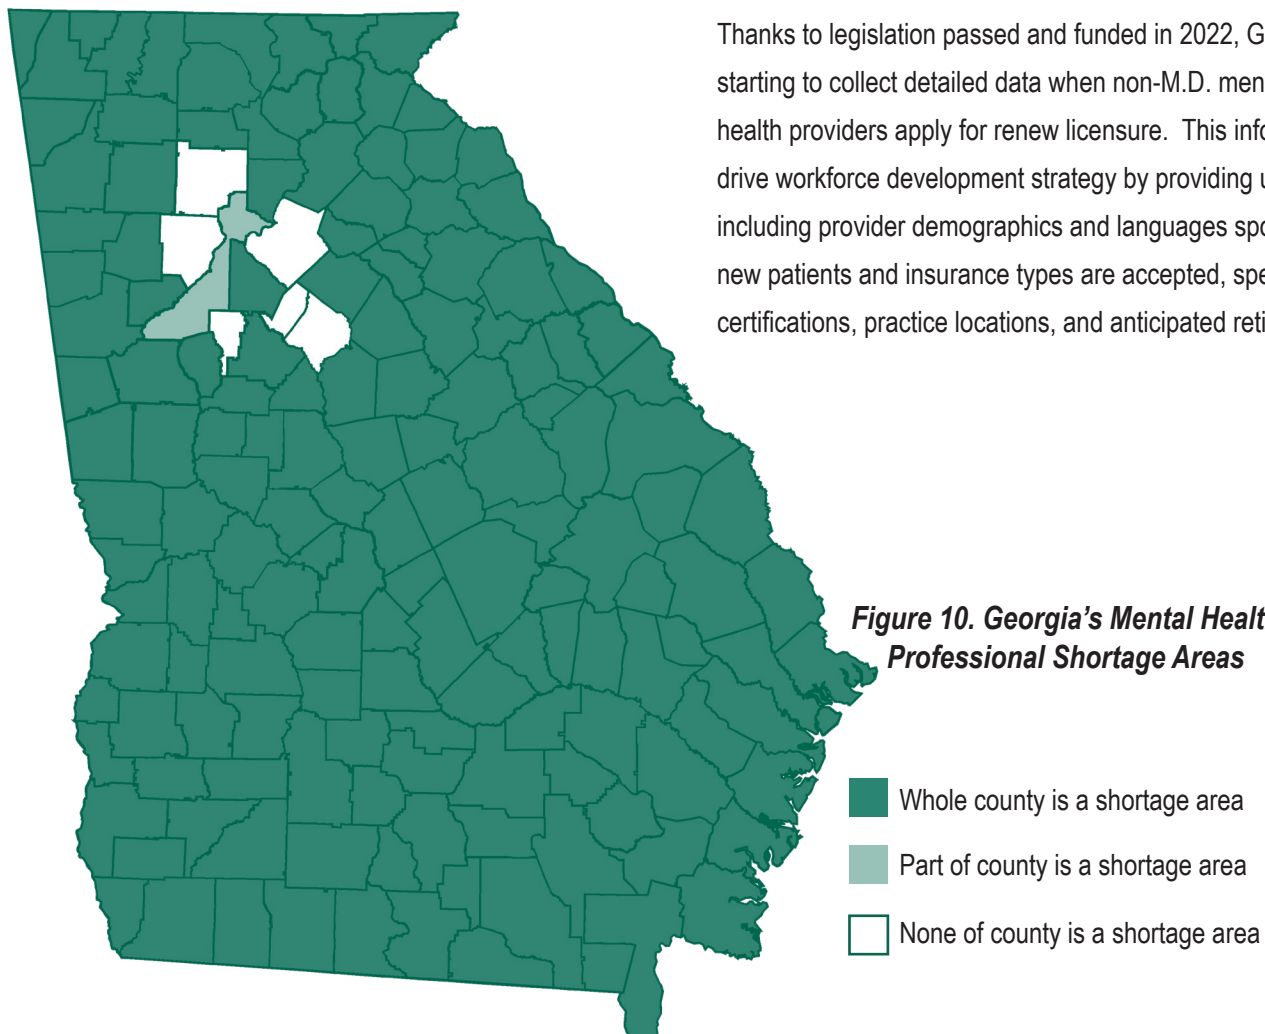 Thanks to legislation passed and funded in 2022, G
starting to collect detailed data when non-M.D. men
health providers apply for renew licensure. This info
drive workforce development strategy by providing u
including provider demographics and languages spo
new patients and insurance types are accepted, spe
certifications, practice locations, and anticipated reti
Figure 10. Georgia’s Mental Healt
Professional Shortage Areas
Whole county is a shortage area
Part of county is a shortage area
None of county is a shortage area